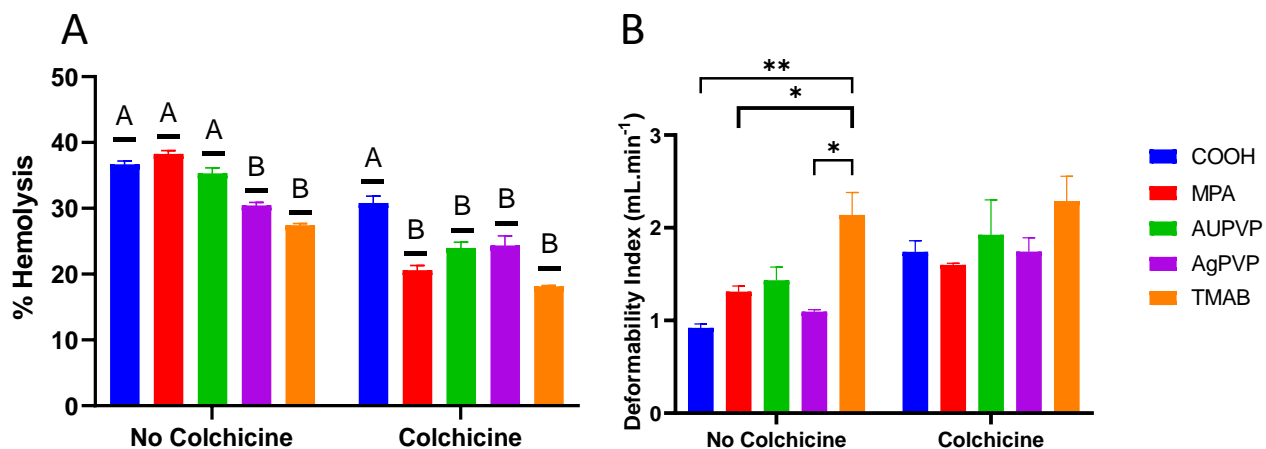 A
% Hemolysis
50
40
30
20
10
0
A
A
A
B
B
A
B
B
B
B
No Colchicine
Colchicine
B
Deformability Index (mL.min⁻¹)
3
2
1
0
**
*
*
No Colchicine
Colchicine
COOH
MPA
AUPVP
AgPVP
TMAB